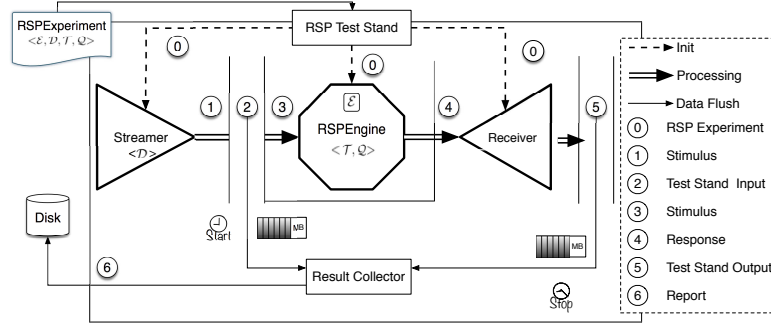 RSPExperiment
<ℰ, 𝒟, 𝒯, 𝒬>
RSP Test Stand
0
0
0
Init
Processing
Data Flush
ℰ
1
2
3
4
5
Streamer
<𝒟>
RSPEngine
<𝒯, 𝒬>
Receiver
0 RSP Experiment
1 Stimulus
2 Test Stand Input
3 Stimulus
4 Response
5 Test Stand Output
6 Report
Disk
Start
MB
MB
6
Result Collector
Stop